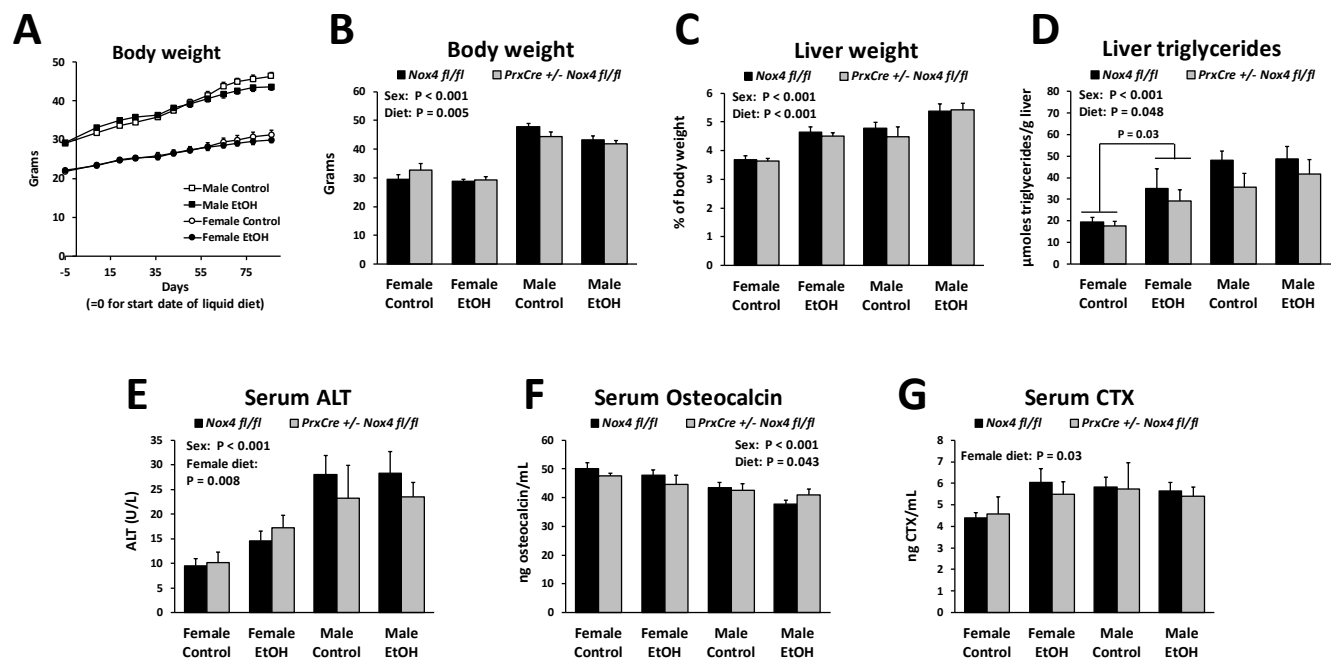 A
Body weight
50
40
30
20
10
0
Grams
Male Control
Male EtOH
Female Control
Female EtOH
-5 15 35 55 75
Days
(=0 for start date of liquid diet)
B
Body weight
Nox4 fl/fl PrxCre +/- Nox4 fl/fl
Sex: P < 0.001
Diet: P = 0.005
60
50
40
30
20
10
0
Grams
Female Female Male Male
Control EtOH Control EtOH
C
Liver weight
Nox4 fl/fl PrxCre +/- Nox4 fl/fl
Sex: P < 0.001
Diet: P < 0.001
6
5
4
3
2
1
0
% of body weight
Female Female Male Male
Control EtOH Control EtOH
D
Liver triglycerides
Nox4 fl/fl PrxCre +/- Nox4 fl/fl
Sex: P < 0.001
Diet: P = 0.048
P = 0.03
80
70
60
50
40
30
20
10
0
µmoles triglycerides/g liver
Female Female Male Male
Control EtOH Control EtOH
E
Serum ALT
Nox4 fl/fl PrxCre +/- Nox4 fl/fl
Sex: P < 0.001
Female diet:
P = 0.008
35
30
25
20
15
10
5
0
ALT (U/L)
Female Female Male Male
Control EtOH Control EtOH
F
Serum Osteocalcin
Nox4 fl/fl PrxCre +/- Nox4 fl/fl
Sex: P < 0.001
Diet: P = 0.043
60
50
40
30
20
10
0
ng osteocalcin/mL
Female Female Male Male
Control EtOH Control EtOH
G
Serum CTX
Nox4 fl/fl PrxCre +/- Nox4 fl/fl
Female diet: P = 0.03
8
7
6
5
4
3
2
1
0
ng CTX/mL
Female Female Male Male
Control EtOH Control EtOH